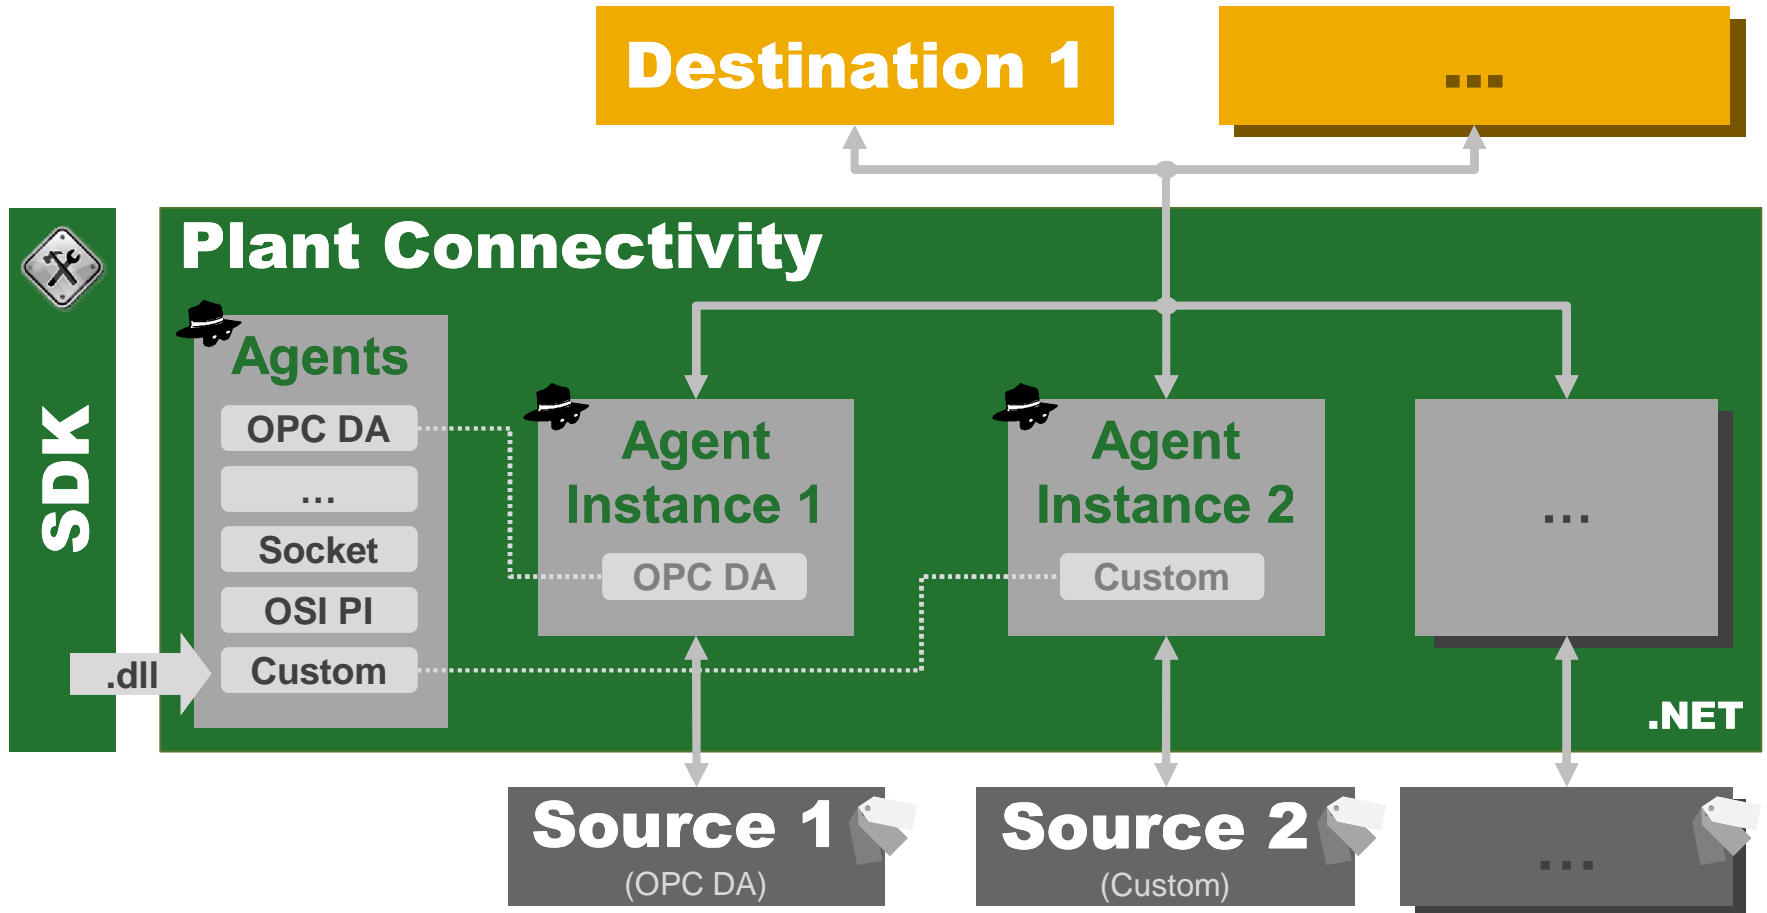 Destination 1
...
Plant Connectivity
SDK
Agents
OPC DA
...
Socket
OSI PI
Custom
.dll
Agent
Instance 1
OPC DA
Agent
Instance 2
Custom
...
.NET
Source 1
(OPC DA)
Source 2
(Custom)
...